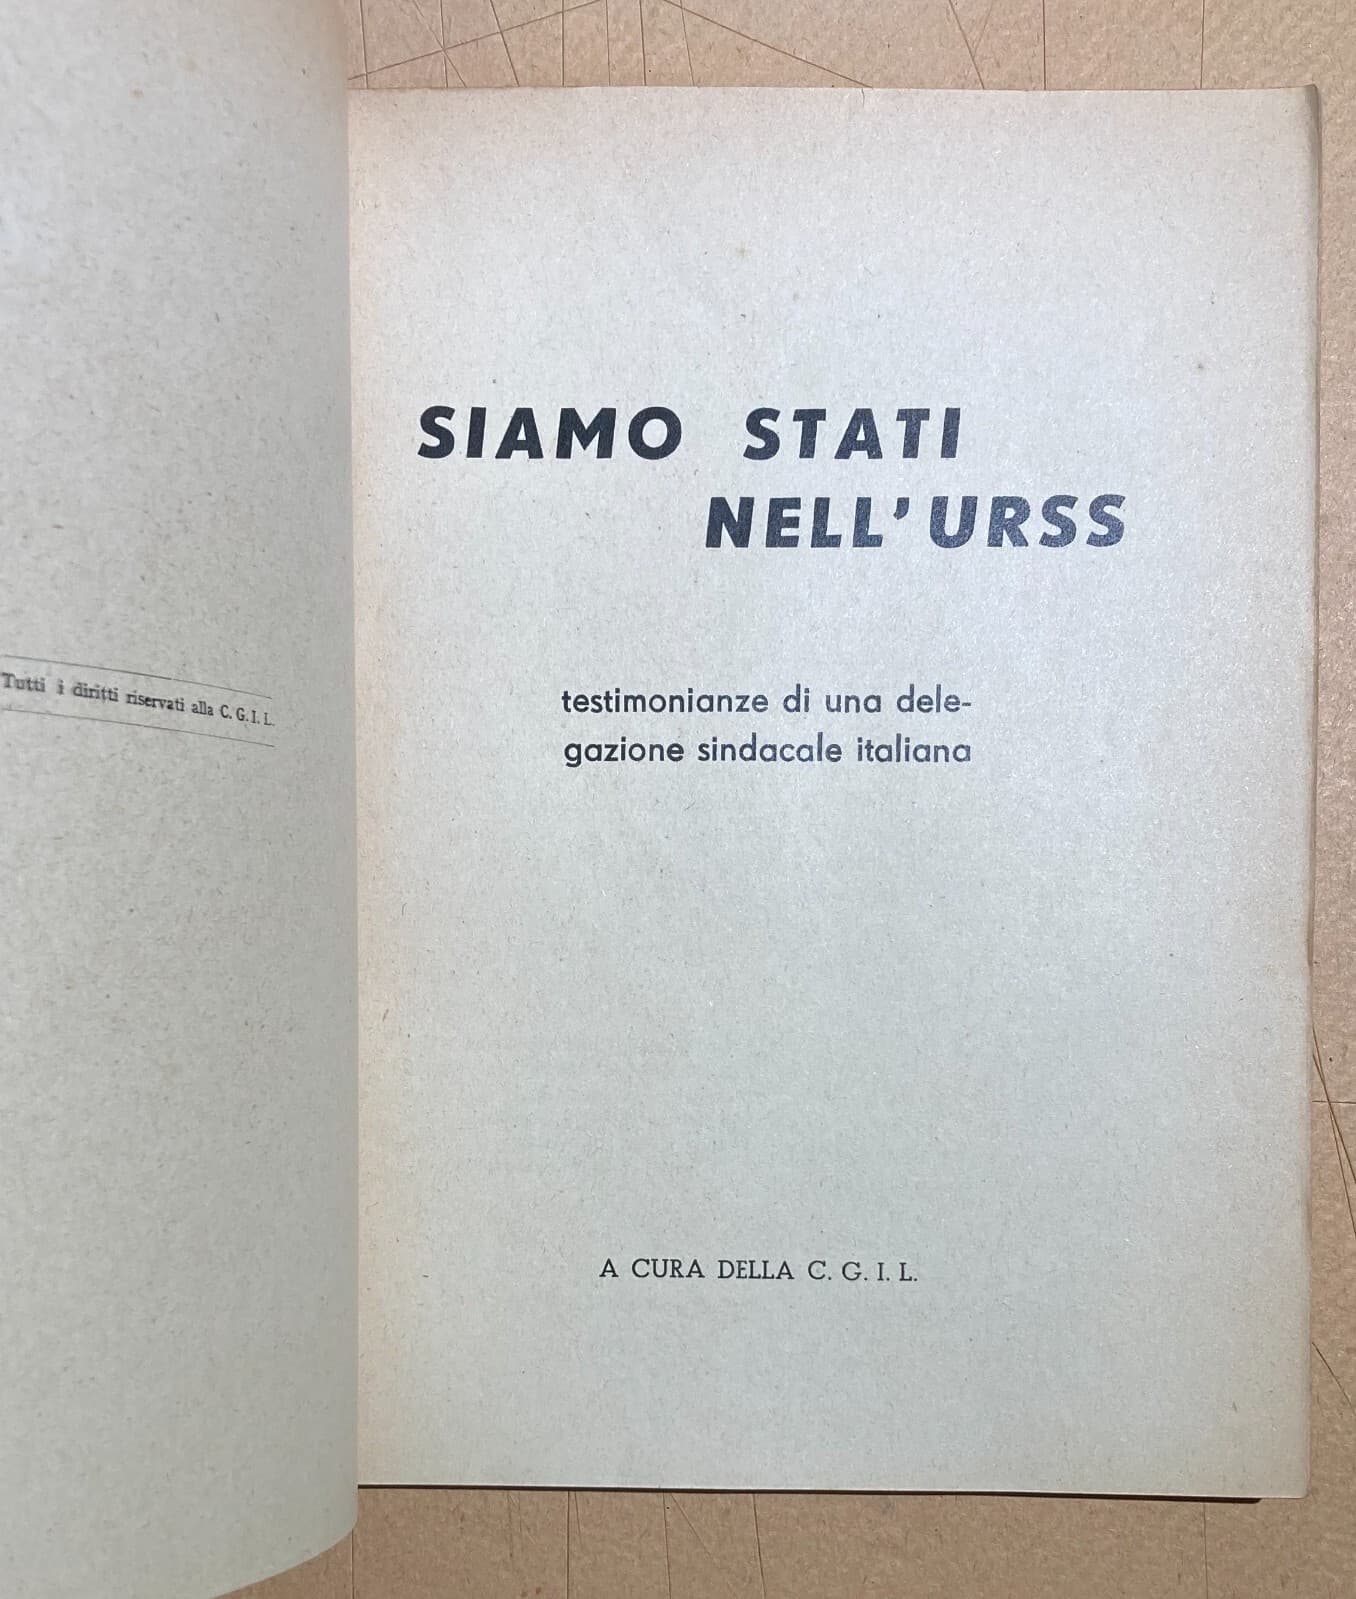 Tutti i diritti riservati alla C. G. I. L.
SIAMO STATI
NELL'URSS
testimonianze di una dele-
gazione sindacale italiana
A CURA DELLA C. G. I. L.